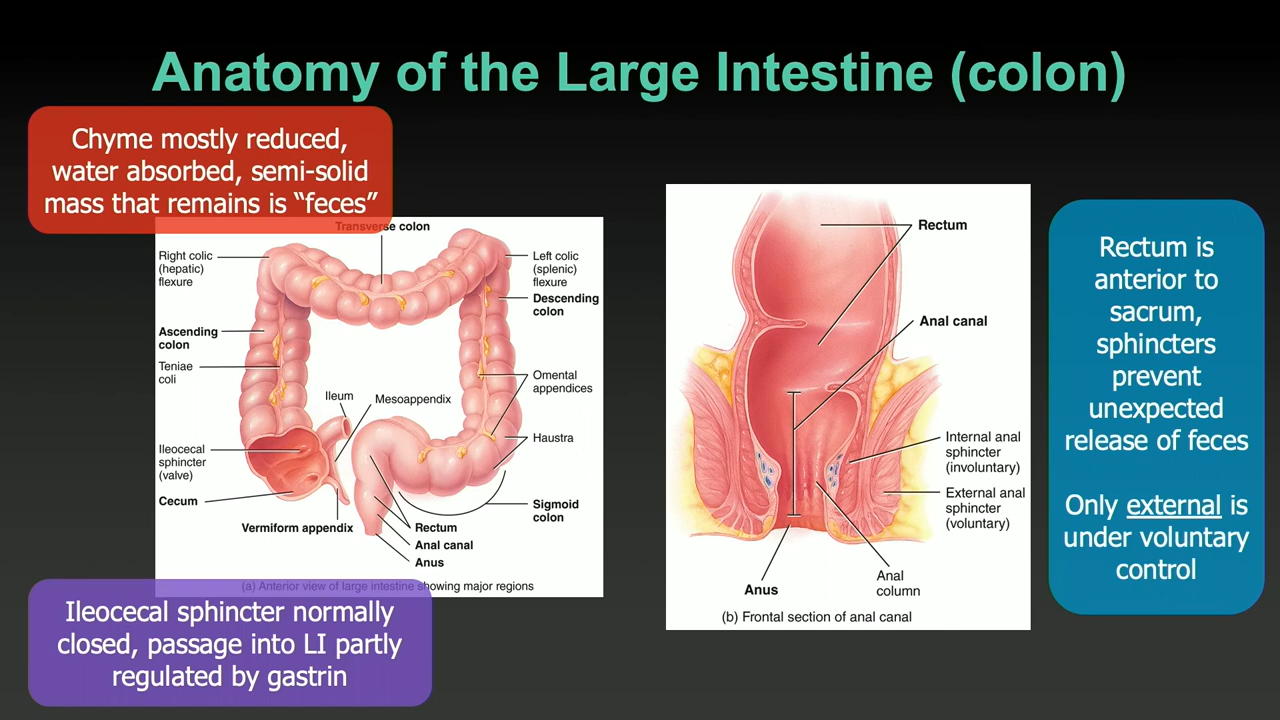 Anatomy of the Large Intestine (colon)
Chyme mostly reduced,
water absorbed, semi-solid
mass that remains is “feces”
Transverse colon
Right colic
(hepatic)
flexure
Ascending
colon
Teniae
coli
Ileum
Mesoappendix
Ileocecal
sphincter
(valve)
Cecum
Vermiform appendix
Left colic
(splenic)
flexure
Descending
colon
Omental
appendices
Haustra
Sigmoid
colon
Rectum
Anal canal
Anus
(a) Anterior view of large intestine showing major regions
Ileocecal sphincter normally
closed, passage into LI partly
regulated by gastrin
Rectum
Anal canal
Internal anal
sphincter
(involuntary)
External anal
sphincter
(voluntary)
Anal
column
Anus
(b) Frontal section of anal canal
Rectum is
anterior to
sacrum,
sphincters
prevent
unexpected
release of feces
Only external is
under voluntary
control